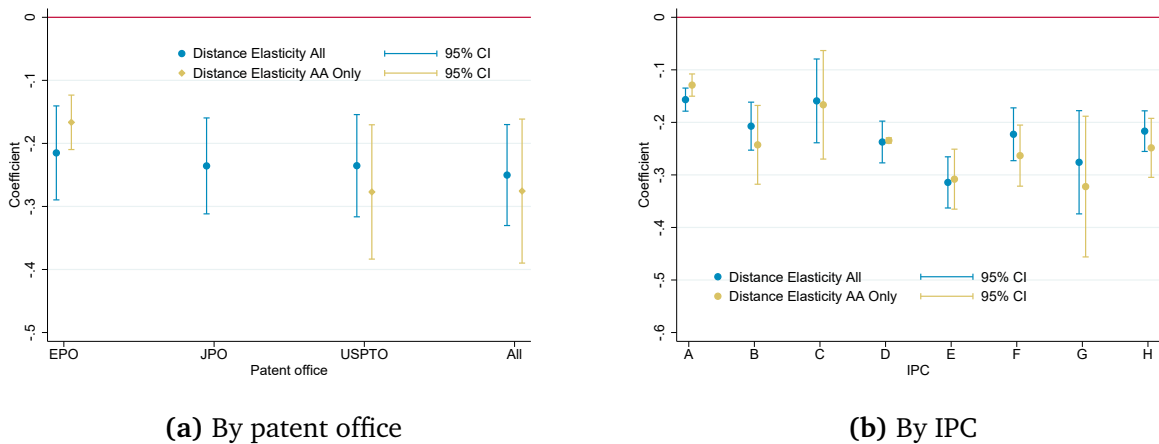 0
-.1
-.2
-.3
-.4
-.5
Coefficient
Distance Elasticity All 95% CI
Distance Elasticity AA Only 95% CI
EPO JPO USPTO All
Patent office
(a) By patent office
0
-.1
-.2
-.3
-.4
-.5
-.6
Coefficient
Distance Elasticity All 95% CI
Distance Elasticity AA Only 95% CI
A B C D E F G H
IPC
(b) By IPC